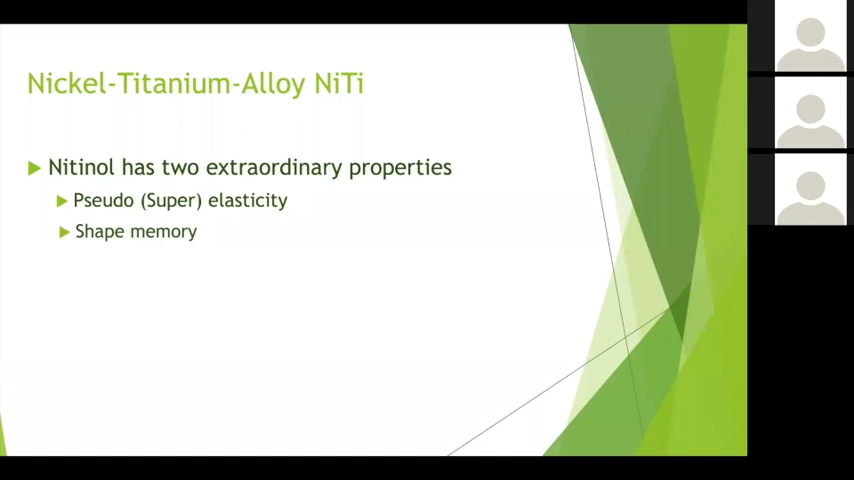 Nickel-Titanium-Alloy NiTi
Nitinol has two extraordinary properties
Pseudo (Super) elasticity
Shape memory